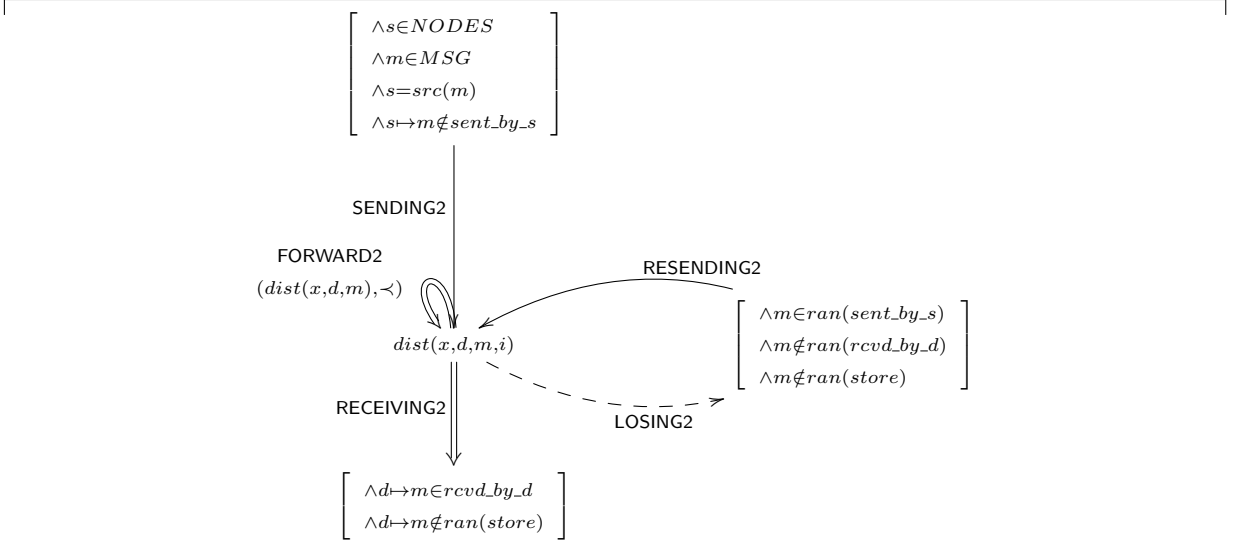 ∧s∈NODES
∧m∈MSG
∧s=src(m)
∧s↦m∉sent_by_s
SENDING2
FORWARD2
(dist(x,d,m),≺)
RESENDING2
dist(x,d,m,i)
∧m∈ran(sent_by_s)
∧m∉ran(rcvd_by_d)
∧m∉ran(store)
RECEIVING2
LOSING2
∧d↦m∈rcvd_by_d
∧d↦m∉ran(store)